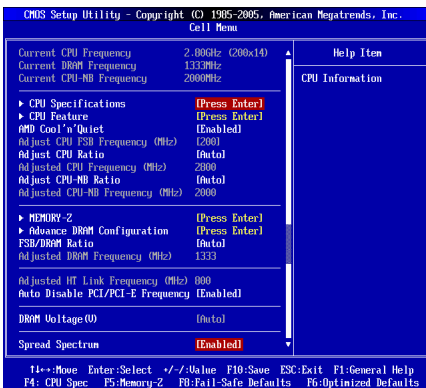 CMOS Setup Utility - Copyright (C) 1985-2005, American Megatrends, Inc.
Cell Menu
Current CPU Frequency 2.80GHz (200x14)
Current DRAM Frequency 1333MHz
Current CPU-NB Frequency 2000MHz
▶ CPU Specifications [Press Enter]
▶ CPU Feature [Press Enter]
AMD Cool'n'Quiet [Enabled]
Adjust CPU FSB Frequency (MHz) [200]
Adjust CPU Ratio [Auto]
Adjusted CPU Frequency (MHz) 2800
Adjust CPU-NB Ratio [Auto]
Adjusted CPU-NB Frequency (MHz) 2000
▶ MEMORY-Z [Press Enter]
▶ Advance DRAM Configuration [Press Enter]
FSB/DRAM Ratio [Auto]
Adjusted DRAM Frequency (MHz) 1333
Adjusted HT Link Frequency (MHz) 800
Auto Disable PCI/PCI-E Frequency [Enabled]
DRAM Voltage(V) [Auto]
Spread Spectrum [Enabled]
Help Item
CPU Information
↑↓←→:Move Enter:Select +/-/:Value F10:Save ESC:Exit F1:General Help
F4: CPU Spec F5:Memory-Z F8:Fail-Safe Defaults F6:Optimized Defaults